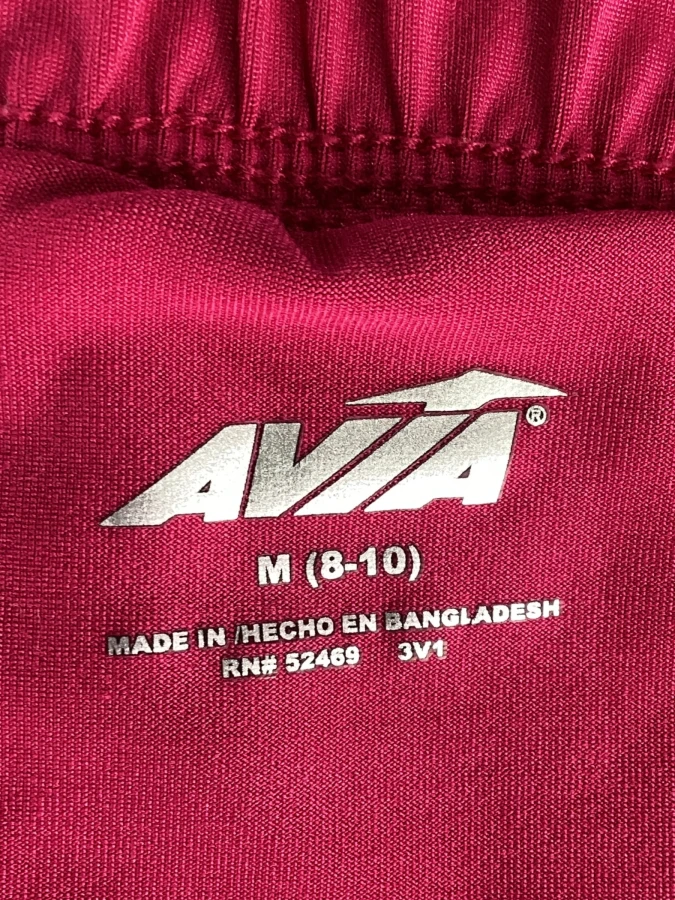 AVIA®
M (8-10)
MADE IN /HECHO EN BANGLADESH
RN# 52469 3V1